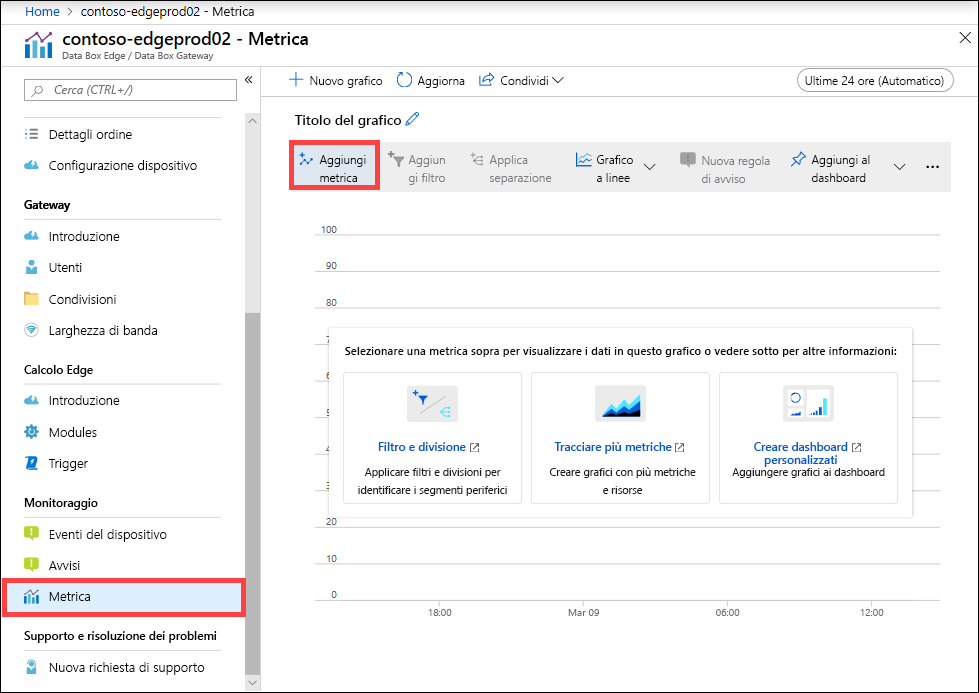 Home > contoso-edgeprod02 - Metrica
contoso-edgeprod02 - Metrica
Data Box Edge / Data Box Gateway
Cerca (CTRL+/)
Dettagli ordine
Configurazione dispositivo
Gateway
Introduzione
Utenti
Condivisioni
Larghezza di banda
Calcolo Edge
Introduzione
Modules
Trigger
Monitoraggio
Eventi del dispositivo
Avvisi
Metrica
Supporto e risoluzione dei problemi
Nuova richiesta di supporto
Nuovo grafico
Aggiorna
Condividi
Ultime 24 ore (Automatico)
Titolo del grafico
Aggiungi
metrica
Aggiun
gi filtro
Applica
separazione
Grafico
a linee
Nuova regola
di avviso
Aggiungi al
dashboard
100
90
80
Selezionare una metrica sopra per visualizzare i dati in questo grafico o vedere sotto per altre informazioni:
Filtro e divisione
Applicare filtri e divisioni per
identificare i segmenti periferici
Tracciare più metriche
Creare grafici con più metriche
e risorse
Creare dashboard
personalizzati
Aggiungere grafici ai dashboard
20
10
0
18:00
Mar 09
06:00
12:00